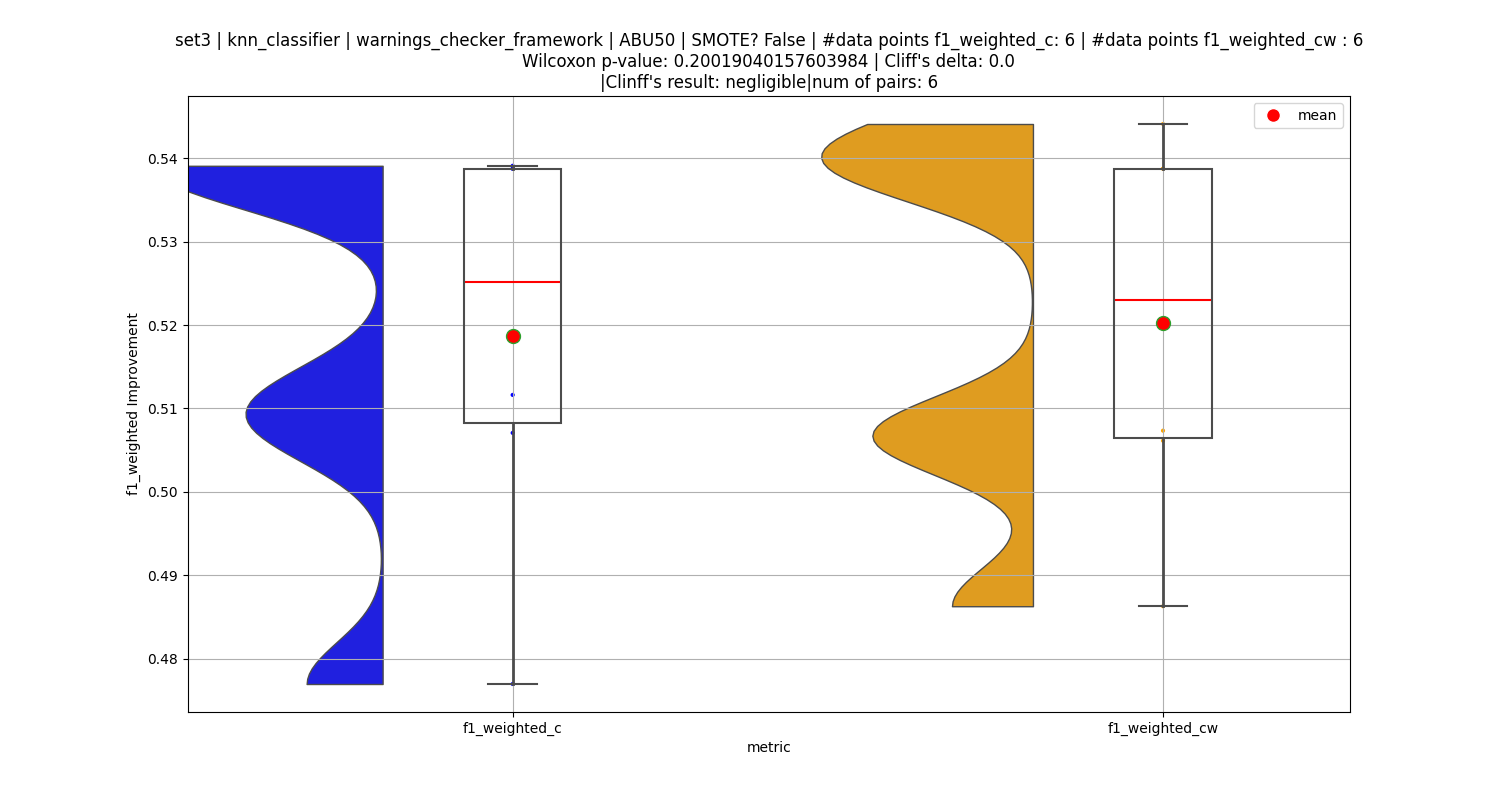 set3 | knn_classifier | warnings_checker_framework | ABU50 | SMOTE? False | #data points f1_weighted_c: 6 | #data points f1_weighted_cw : 6
Wilcoxon p-value: 0.20019040157603984 | Cliff's delta: 0.0
|Clinff's result: negligible|num of pairs: 6
mean
0.54
0.53
0.52
0.51
0.50
0.49
0.48
f1_weighted Improvement
f1_weighted_c
f1_weighted_cw
metric